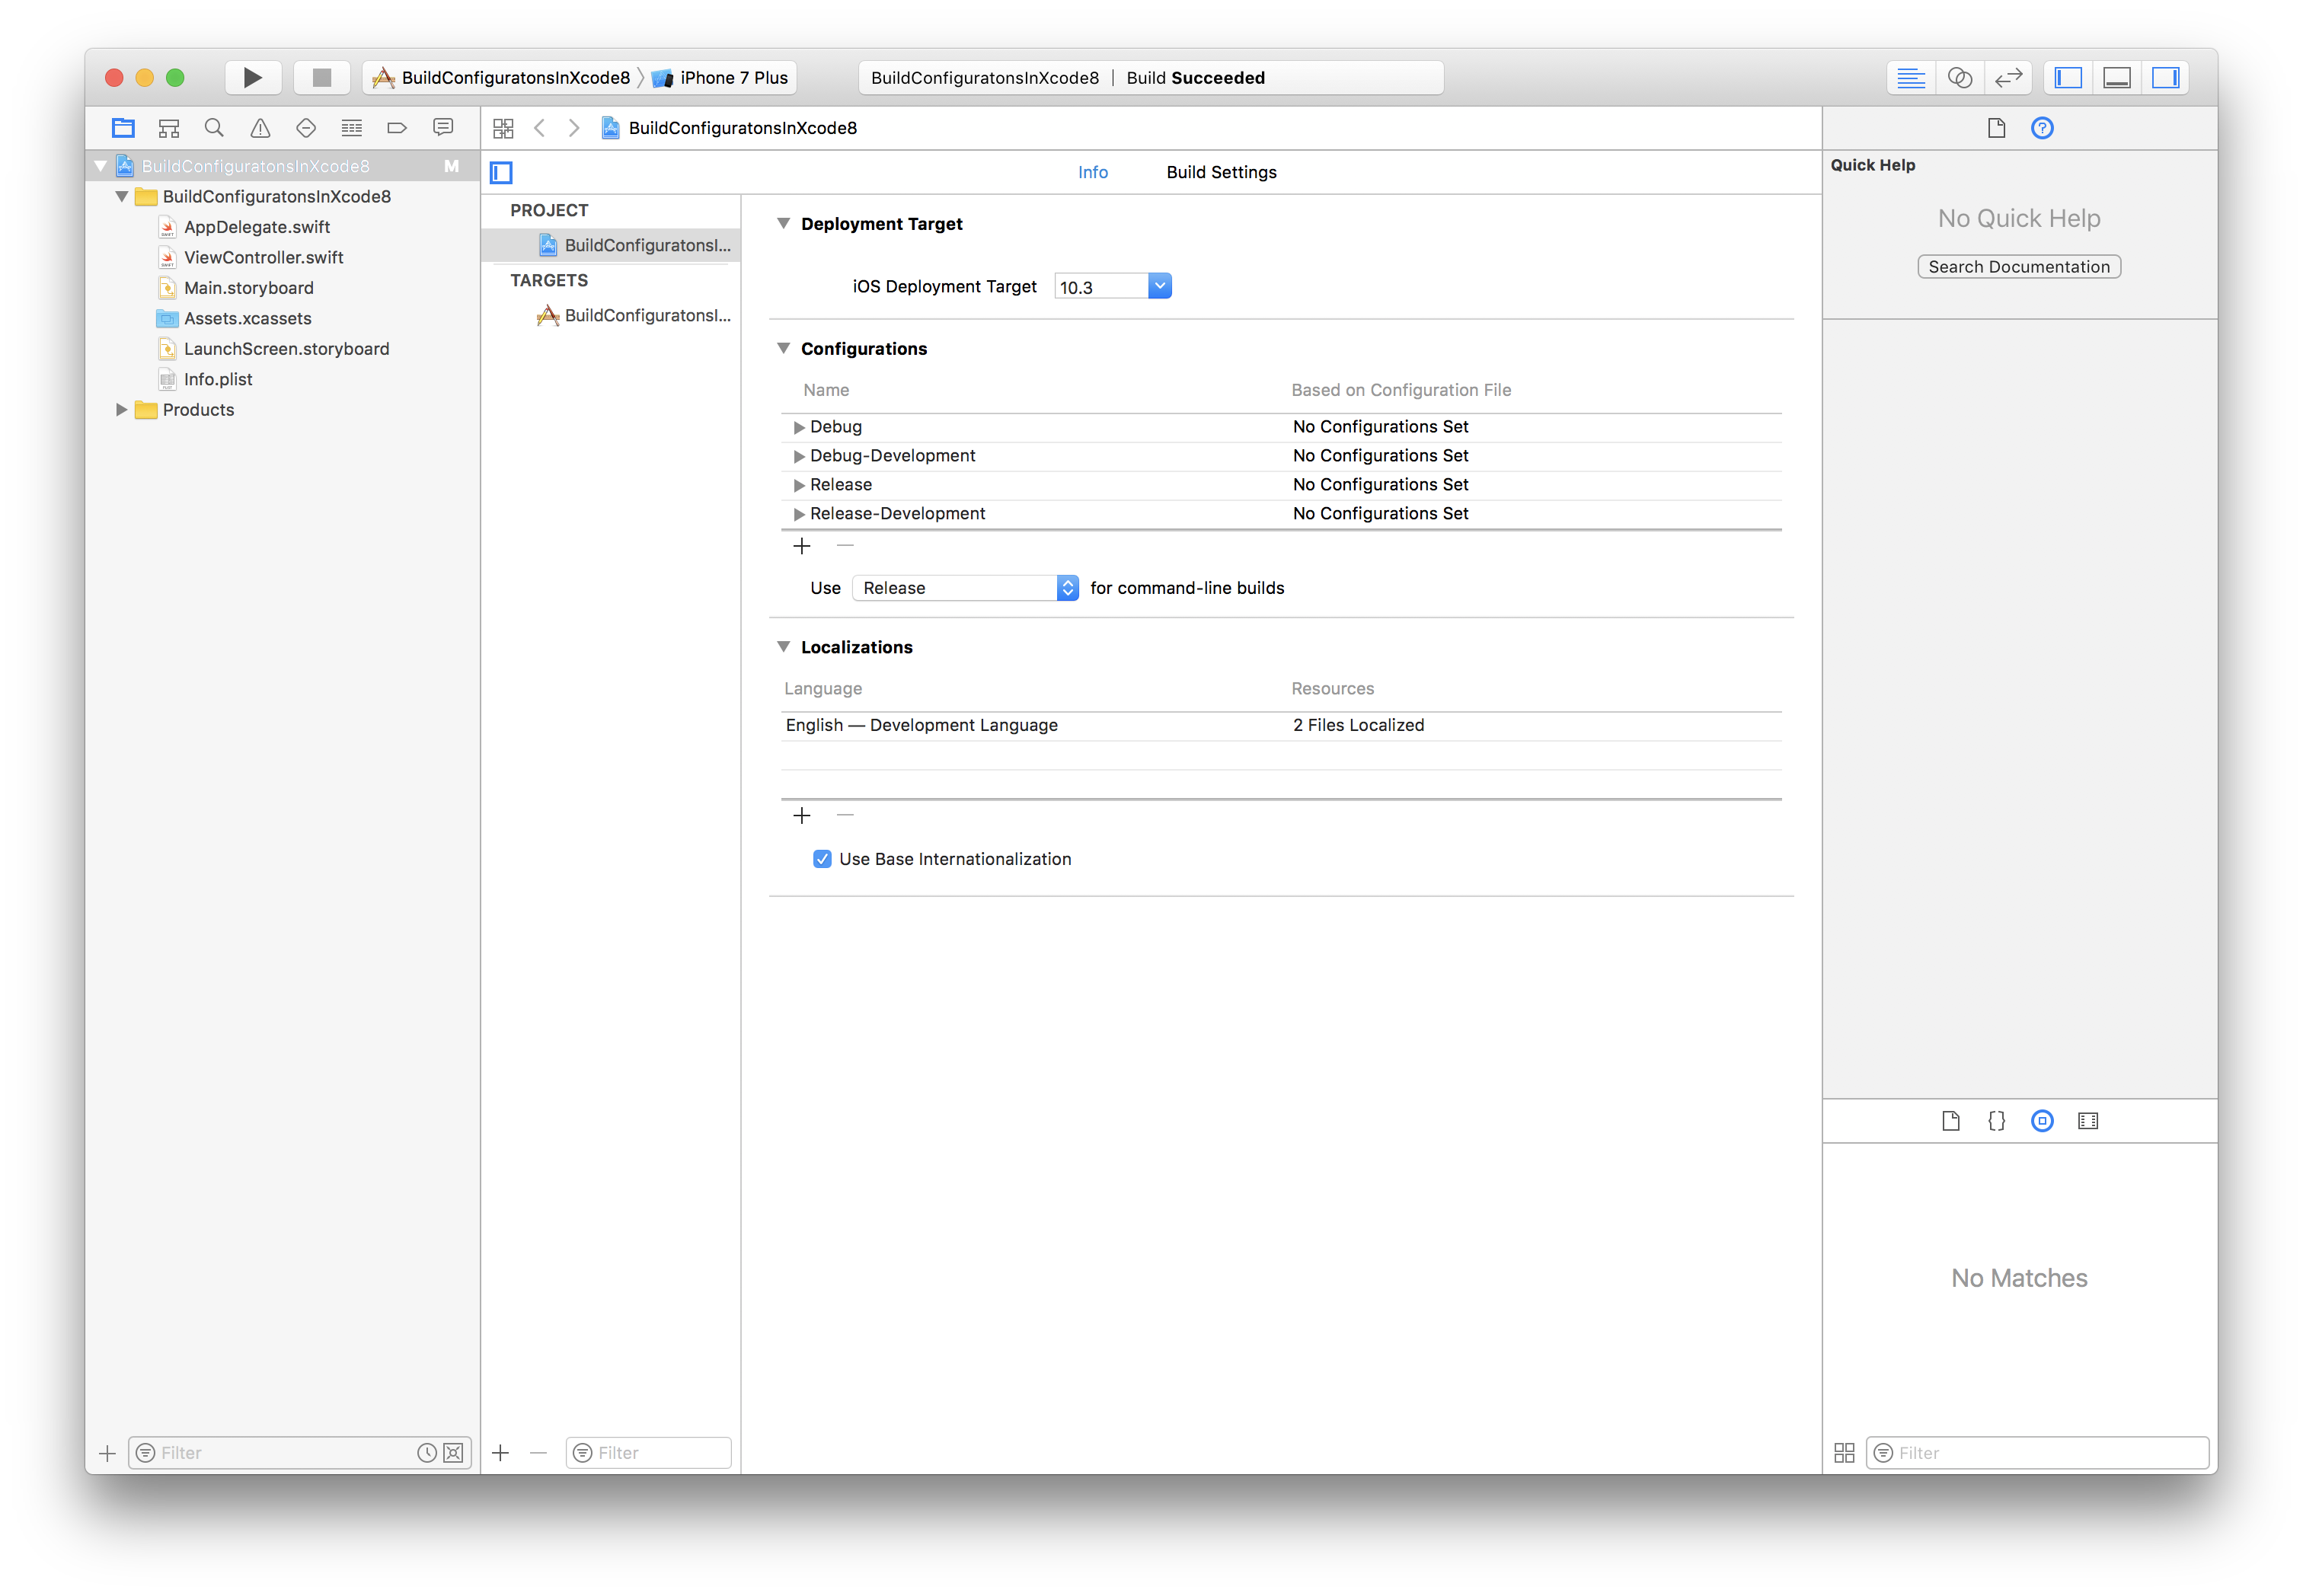 BuildConfiguratonsInXcode8 iPhone 7 Plus
BuildConfiguratonsInXcode8 | Build Succeeded
BuildConfiguratonsInXcode8
BuildConfiguratonsInXcode8 M
BuildConfiguratonsInXcode8
AppDelegate.swift
ViewController.swift
Main.storyboard
Assets.xcassets
LaunchScreen.storyboard
Info.plist
Products
Filter
Info Build Settings
PROJECT
BuildConfiguratonsI...
TARGETS
BuildConfiguratonsI...
Filter
Deployment Target
iOS Deployment Target 10.3
Configurations
Name Based on Configuration File
Debug No Configurations Set
Debug-Development No Configurations Set
Release No Configurations Set
Release-Development No Configurations Set
Use Release for command-line builds
Localizations
Language Resources
English — Development Language 2 Files Localized
Use Base Internationalization
Quick Help
No Quick Help
Search Documentation
No Matches
Filter